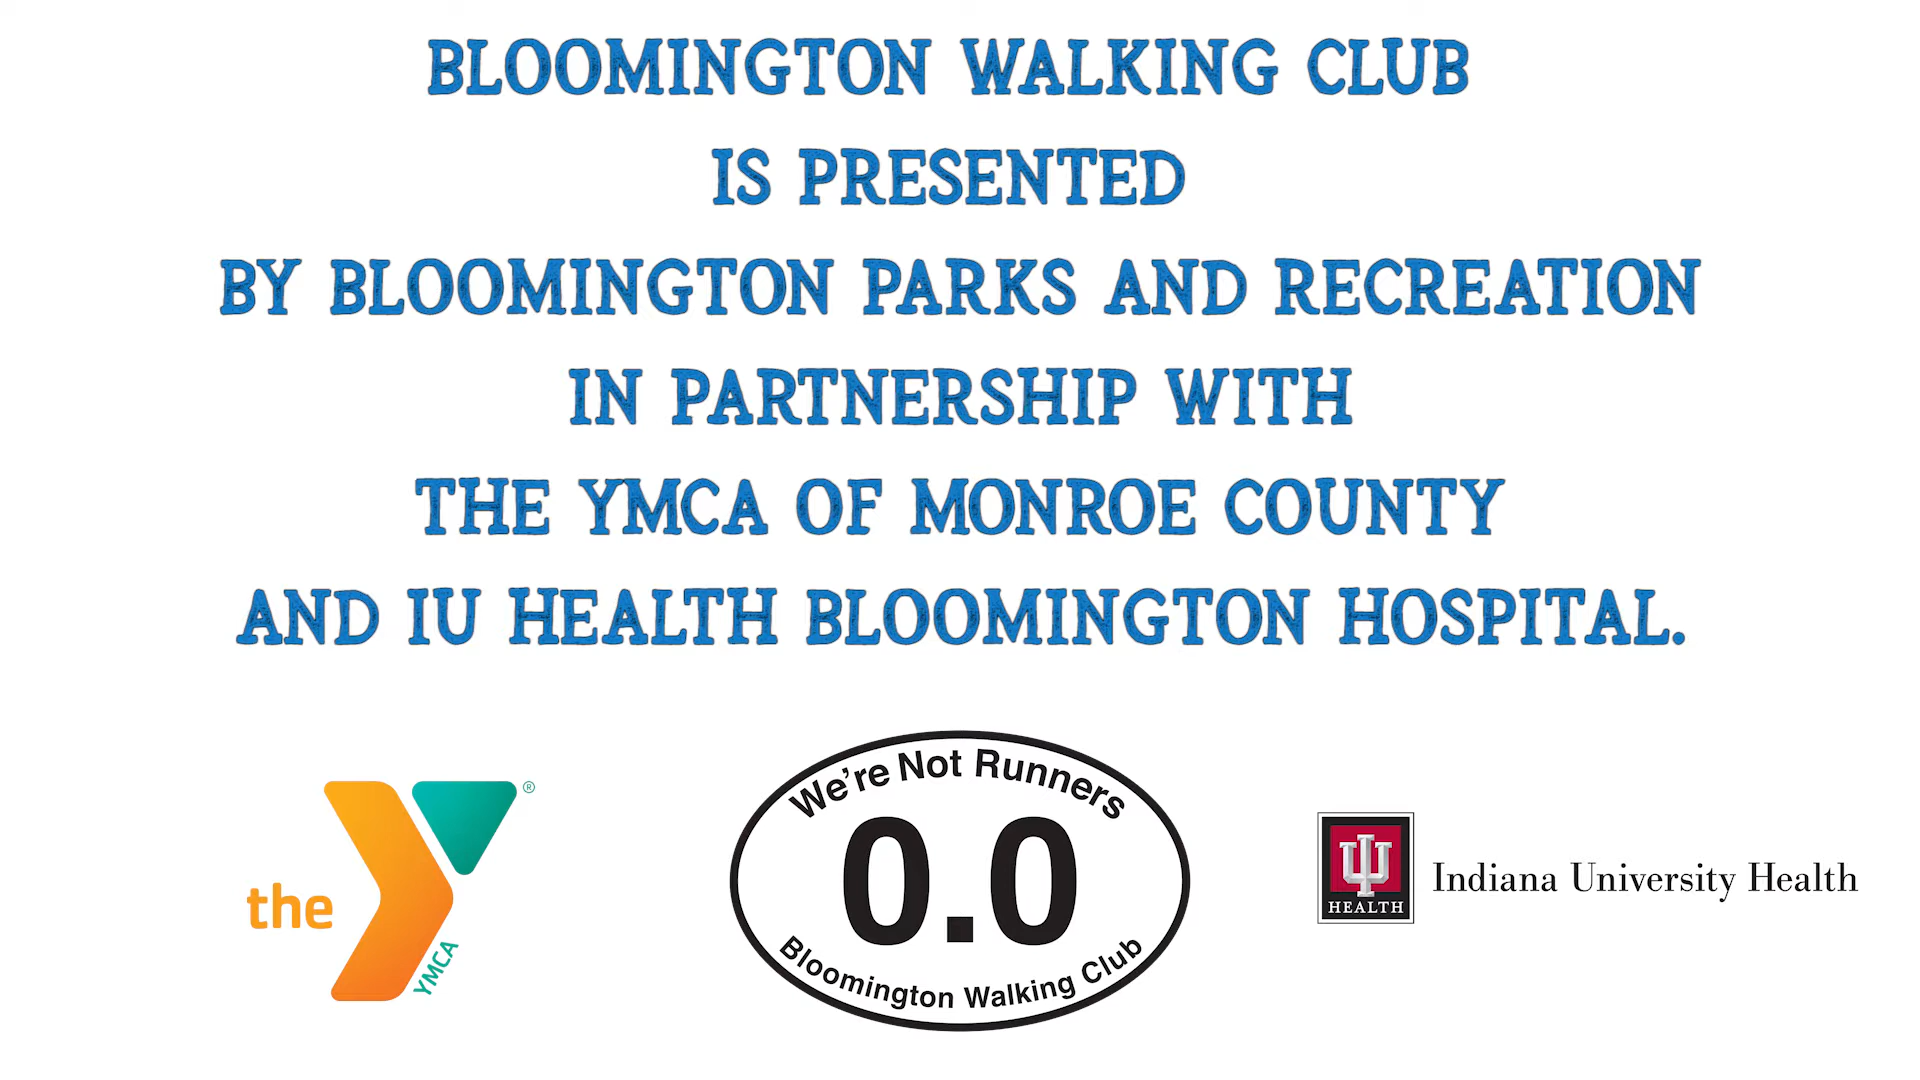 BLOOMINGTON WALKING CLUB
IS PRESENTED
BY BLOOMINGTON PARKS AND RECREATION
IN PARTNERSHIP WITH
THE YMCA OF MONROE COUNTY
AND IU HEALTH BLOOMINGTON HOSPITAL.
the Y ®
YMCA
We're Not Runners
0.0
Bloomington Walking Club
IU
HEALTH
Indiana University Health